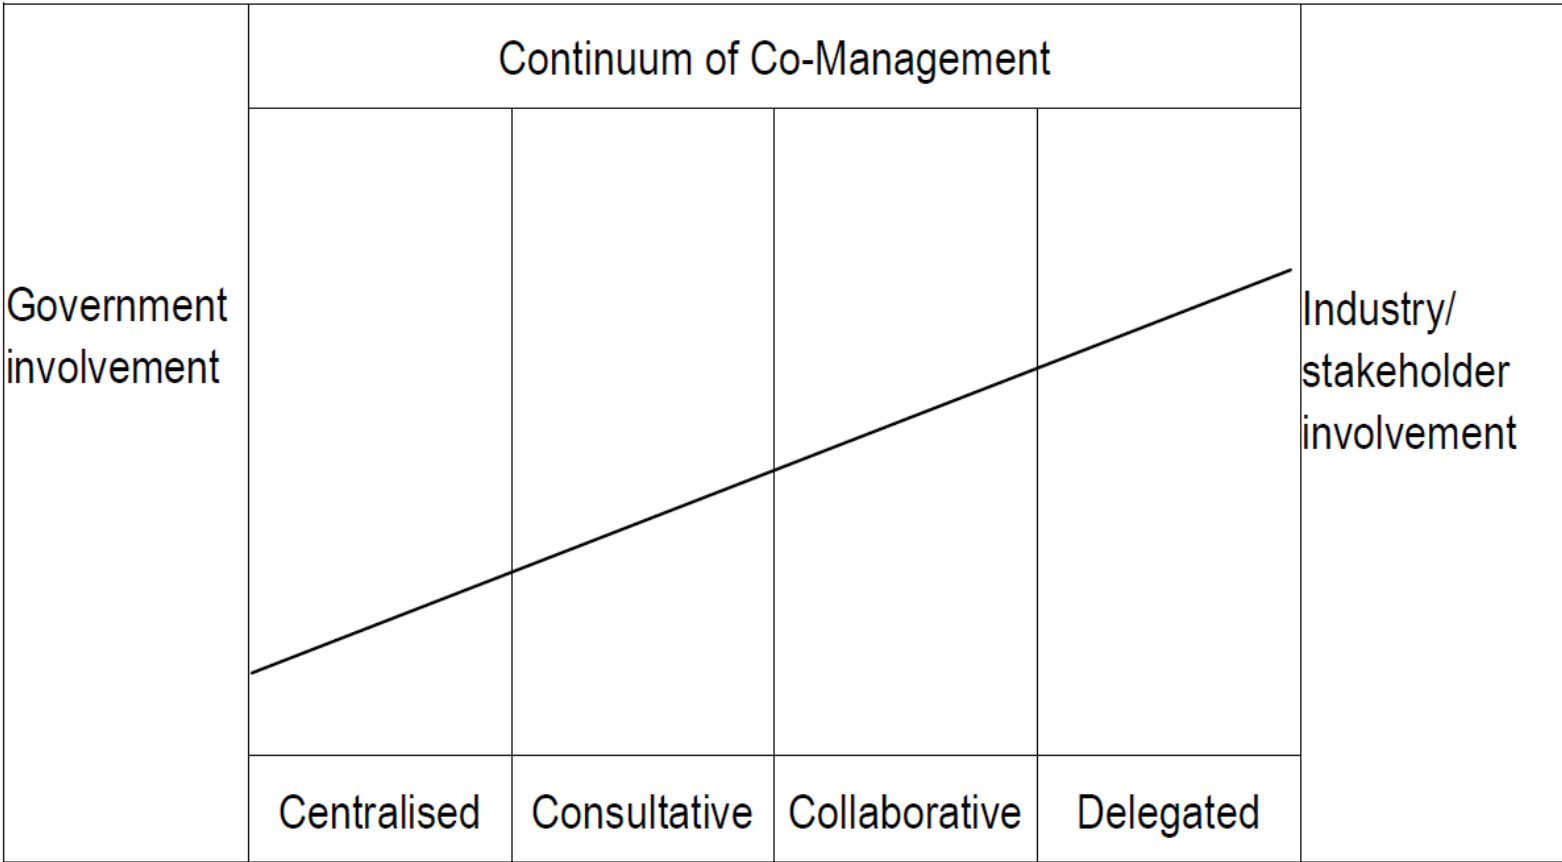 Continuum of Co-Management
Government
involvement
Industry/
stakeholder
involvement
Centralised
Consultative
Collaborative
Delegated